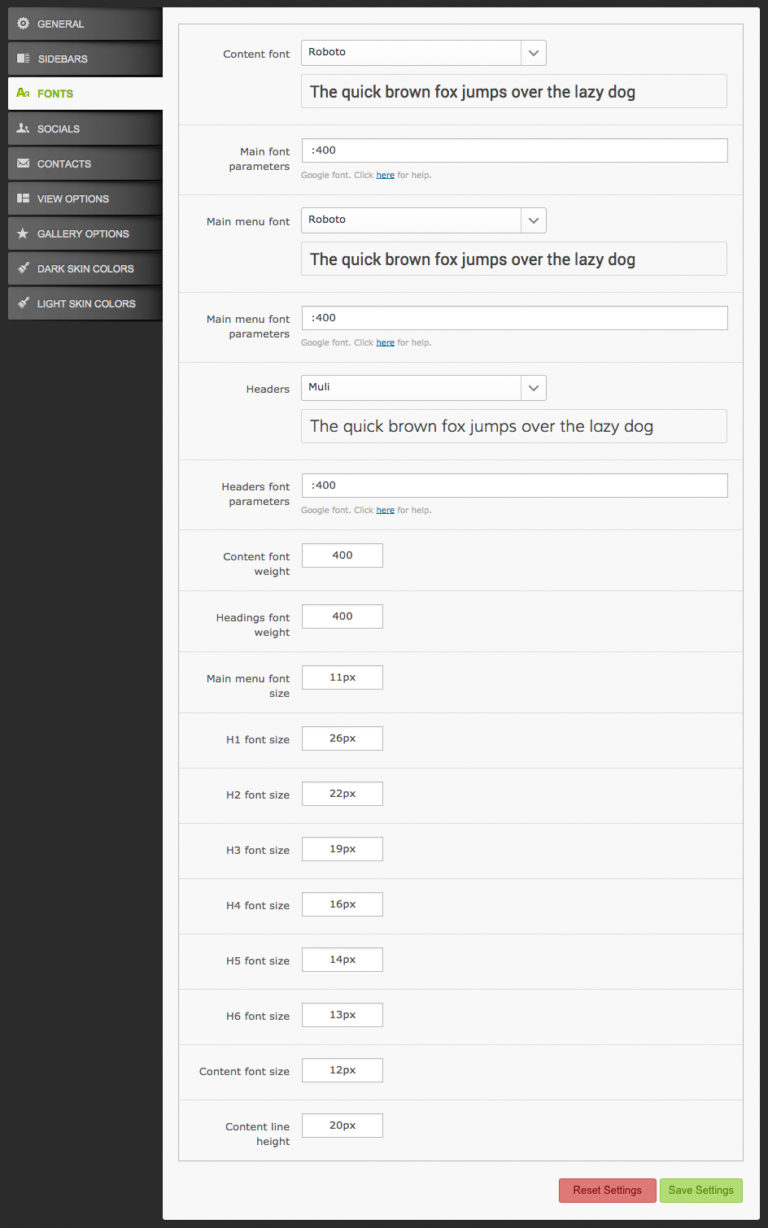 GENERAL
SIDEBARS
Aa FONTS
SOCIALS
CONTACTS
VIEW OPTIONS
GALLERY OPTIONS
DARK SKIN COLORS
LIGHT SKIN COLORS
Content font
Roboto
The quick brown fox jumps over the lazy dog
Main font
parameters
:400
Google font. Click here for help.
Main menu font
Roboto
The quick brown fox jumps over the lazy dog
Main menu font
parameters
:400
Google font. Click here for help.
Headers
Muli
The quick brown fox jumps over the lazy dog
Headers font
parameters
:400
Google font. Click here for help.
Content font
weight
400
Headings font
weight
400
Main menu font
size
11px
H1 font size
26px
H2 font size
22px
H3 font size
19px
H4 font size
16px
H5 font size
14px
H6 font size
13px
Content font size
12px
Content line
height
20px
Reset Settings
Save Settings